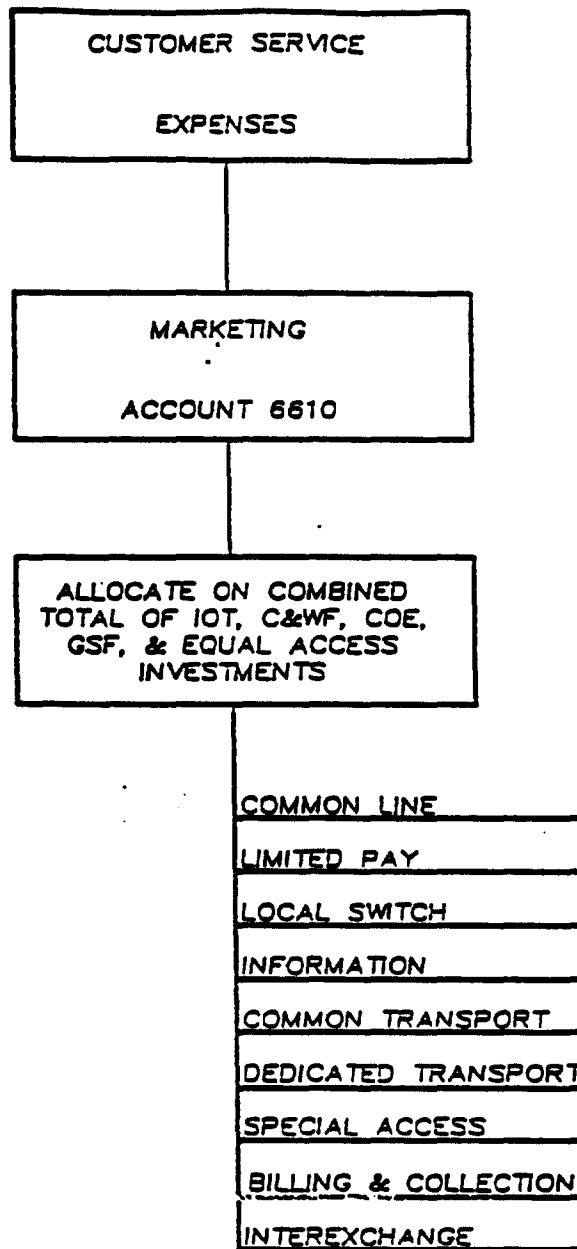 CUSTOMER SERVICE
EXPENSES
MARKETING
ACCOUNT 6610
ALLOCATE ON COMBINED
TOTAL OF IOT, C&WF, COE,
GSF, & EQUAL ACCESS
INVESTMENTS
COMMON LINE
LIMITED PAY
LOCAL SWITCH
INFORMATION
COMMON TRANSPORT
DEDICATED TRANSPORT
SPECIAL ACCESS
BILLING & COLLECTION
INTEREXCHANGE